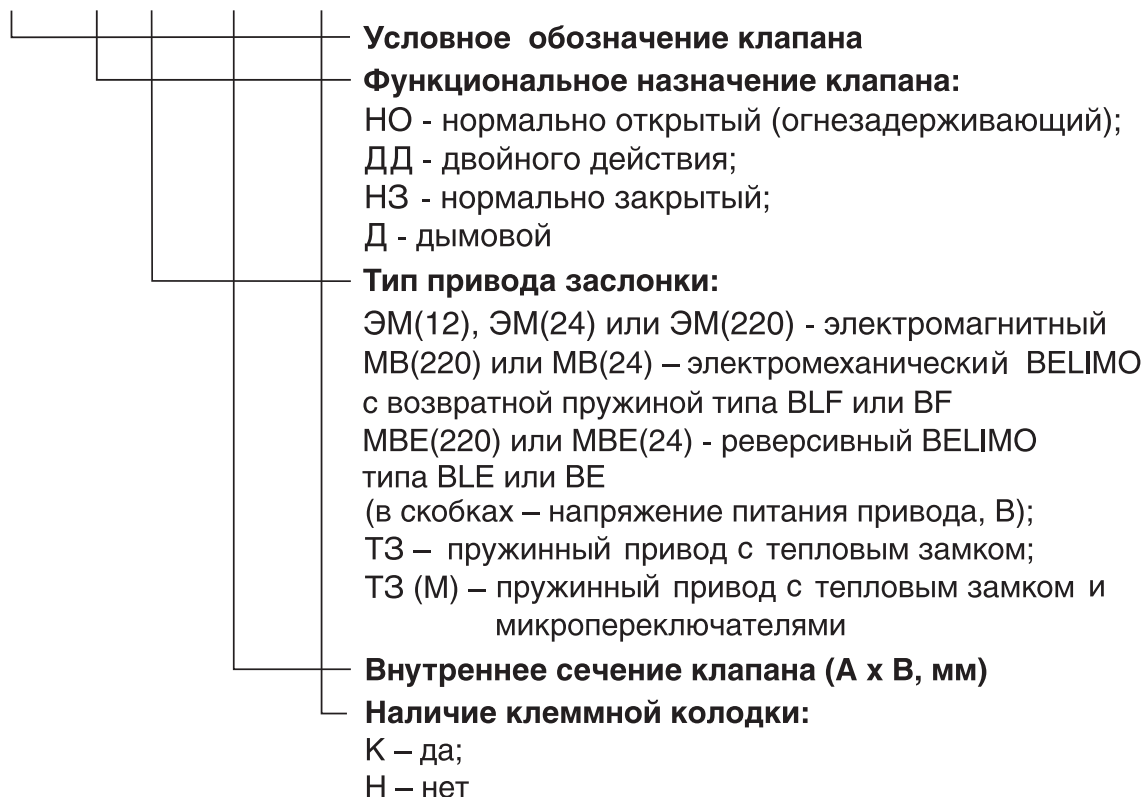 Условное обозначение клапана
Функциональное назначение клапана:
НО - нормально открытый (огнезадерживающий);
ДД - двойного действия;
НЗ - нормально закрытый;
Д - дымовой
Тип привода заслонки:
ЭМ(12), ЭМ(24) или ЭМ(220) - электромагнитный
МВ(220) или МВ(24) – электромеханический BELIMO
с возвратной пружиной типа BLF или BF
МВЕ(220) или МВЕ(24) - реверсивный BELIMO
типа BLE или BE
(в скобках – напряжение питания привода, В);
ТЗ – пружинный привод с тепловым замком;
ТЗ (М) – пружинный привод с тепловым замком и
микропереключателями
Внутреннее сечение клапана (А х В, мм)
Наличие клеммной колодки:
К – да;
Н – нет